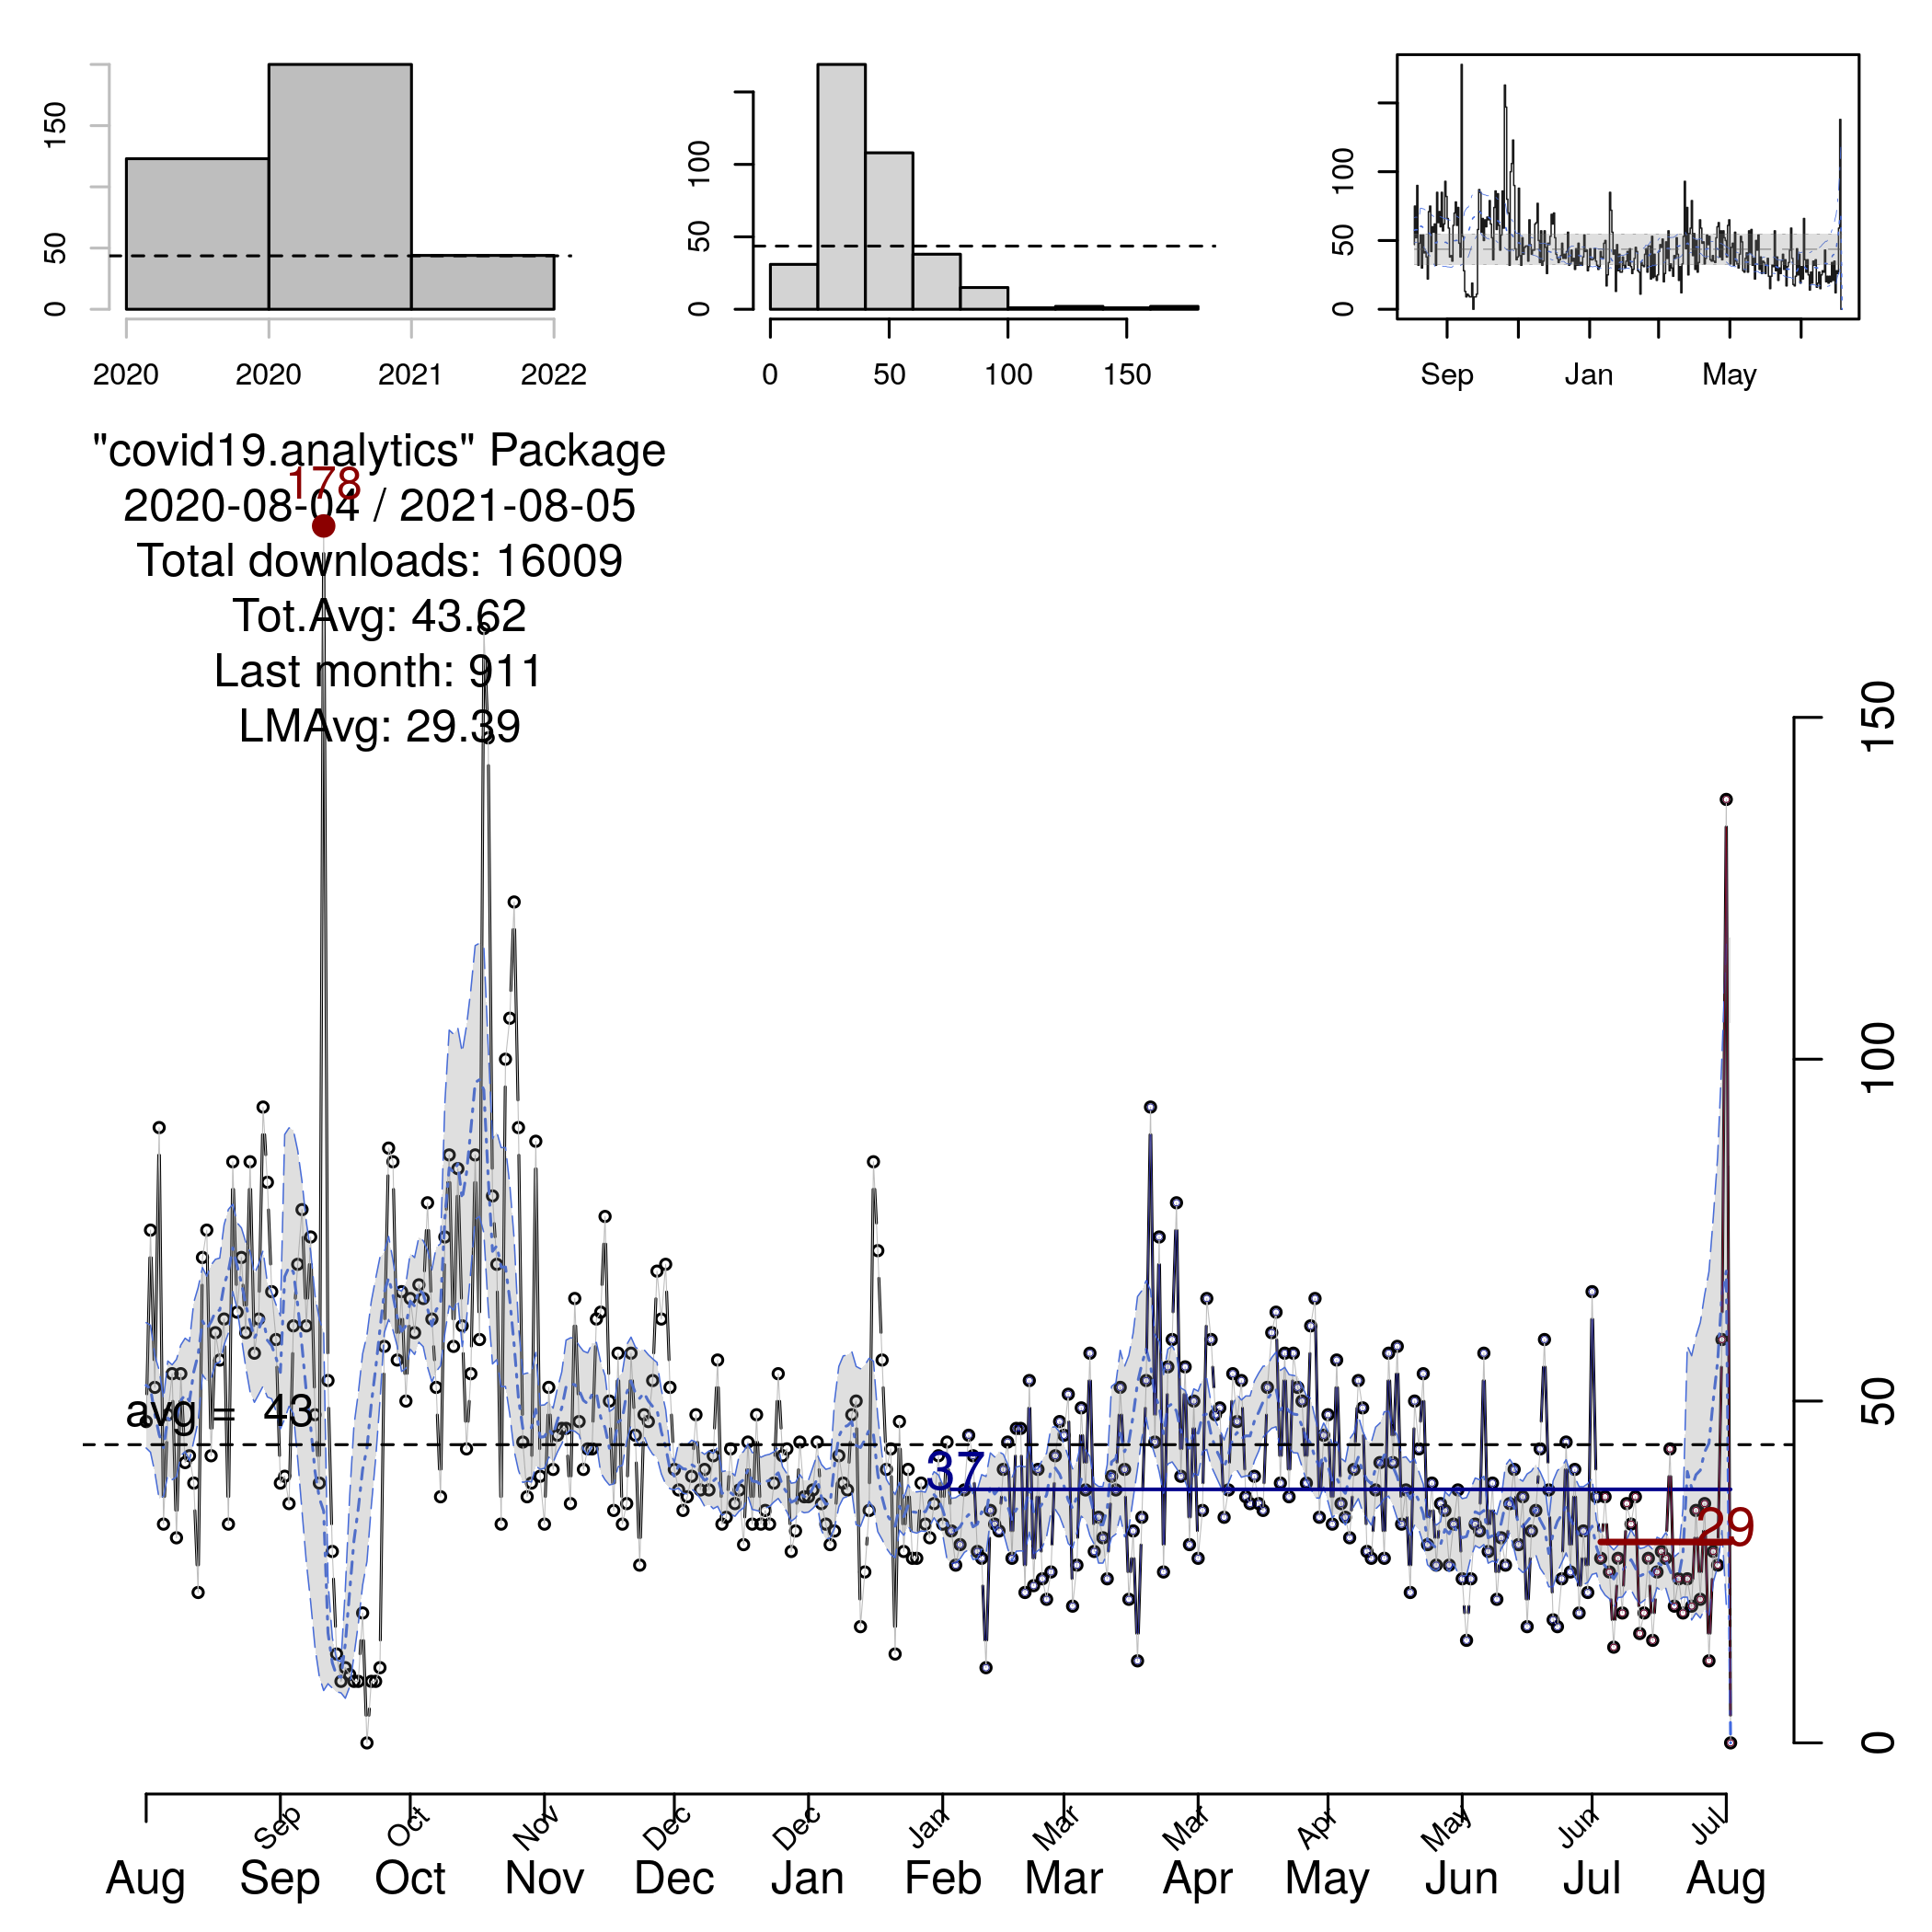 150
50
0
2020 2020 2021 2022
100
50
0
0 50 100 150
100
50
0
Sep Jan May
"covid19.analytics" Package
178
2020-08-04 / 2021-08-05
Total downloads: 16009
Tot.Avg: 43.62
Last month: 911
LMAvg: 29.39
150
100
50
0
avg = 43
37
29
Sep Oct Nov Dec Dec Jan Mar Mar Apr May Jun Jul
Aug Sep Oct Nov Dec Jan Feb Mar Apr May Jun Jul Aug